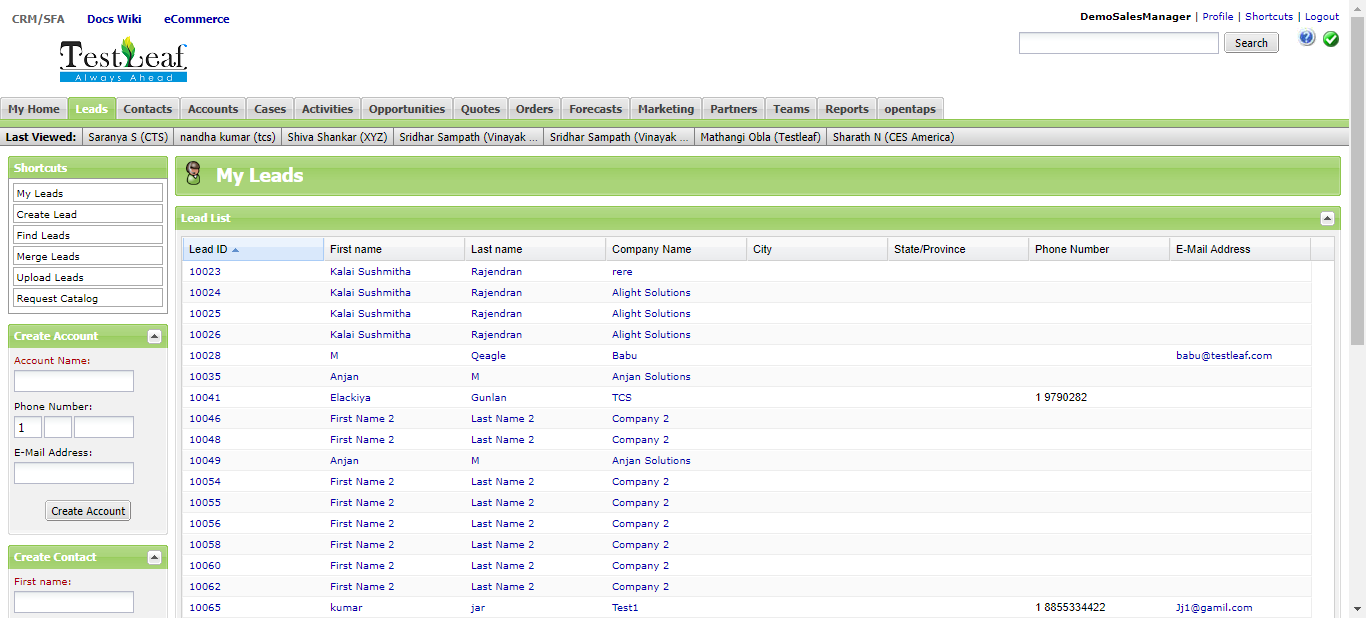 CRM/SFA Docs Wiki eCommerce
DemoSalesManager | Profile | Shortcuts | Logout
TestLeaf
Always Ahead
Search
My Home Leads Contacts Accounts Cases Activities Opportunities Quotes Orders Forecasts Marketing Partners Teams Reports opentaps
Last Viewed: Saranya S (CTS) nandha kumar (tcs) Shiva Shankar (XYZ) Sridhar Sampath (Vinayak ... Sridhar Sampath (Vinayak ... Mathangi Obla (Testleaf) Sharath N (CES America)
Shortcuts
My Leads
Create Lead
Find Leads
Merge Leads
Upload Leads
Request Catalog
Create Account
Account Name:
Phone Number:
1
E-Mail Address:
Create Account
Create Contact
First name:
My Leads
Lead List
Lead ID First name Last name Company Name City State/Province Phone Number E-Mail Address
10023 Kalai Sushmitha Rajendran rere
10024 Kalai Sushmitha Rajendran Alight Solutions
10025 Kalai Sushmitha Rajendran Alight Solutions
10026 Kalai Sushmitha Rajendran Alight Solutions
10028 M Qeagle Babu babu@testleaf.com
10035 Anjan M Anjan Solutions
10041 Elackiya Gunlan TCS 1 9790282
10046 First Name 2 Last Name 2 Company 2
10048 First Name 2 Last Name 2 Company 2
10049 Anjan M Anjan Solutions
10054 First Name 2 Last Name 2 Company 2
10055 First Name 2 Last Name 2 Company 2
10056 First Name 2 Last Name 2 Company 2
10058 First Name 2 Last Name 2 Company 2
10060 First Name 2 Last Name 2 Company 2
10062 First Name 2 Last Name 2 Company 2
10065 kumar jar Test1 1 8855334422 Jj1@gamil.com